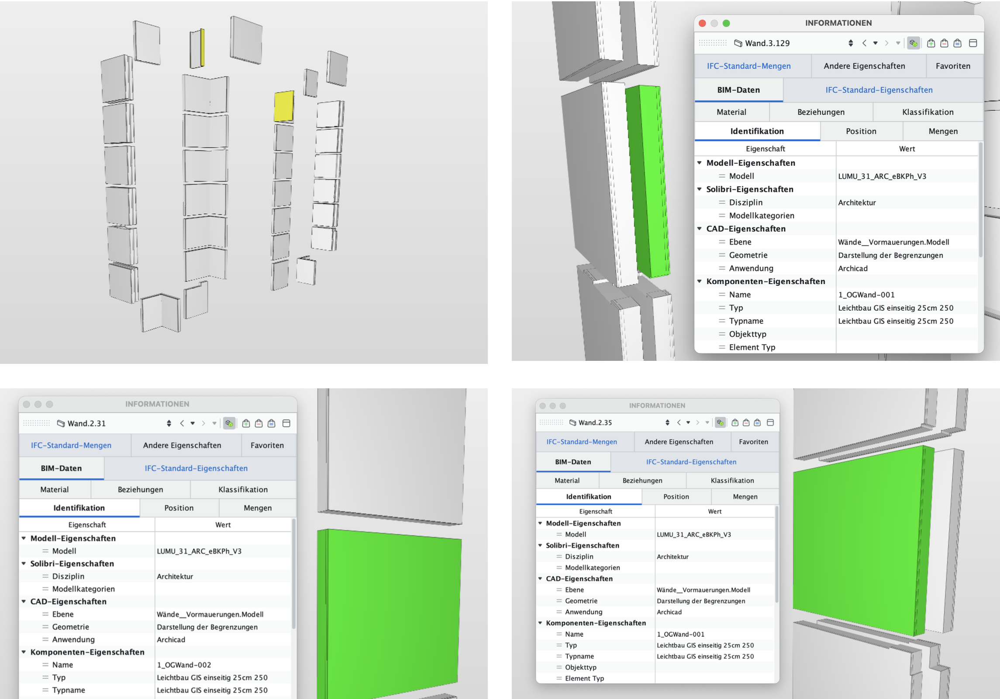 INFORMATIONEN
Wand.3.129
IFC-Standard-Mengen Andere Eigenschaften Favoriten
BIM-Daten IFC-Standard-Eigenschaften
Material Beziehungen Klassifikation
Identifikation Position Mengen
Eigenschaft Wert
Modell-Eigenschaften
Modell LUMU_31_ARC_eBKPh_V3
Solibri-Eigenschaften
Disziplin Architektur
Modellkategorien
CAD-Eigenschaften
Ebene Wände__Vormauerungen.Modell
Geometrie Darstellung der Begrenzungen
Anwendung Archicad
Komponenten-Eigenschaften
Name 1_OGWand-001
Typ Leichtbau GIS einseitig 25cm 250
Typname Leichtbau GIS einseitig 25cm 250
Objekttyp
Element Typ
INFORMATIONEN
Wand.2.31
IFC-Standard-Mengen Andere Eigenschaften Favoriten
BIM-Daten IFC-Standard-Eigenschaften
Material Beziehungen Klassifikation
Identifikation Position Mengen
Eigenschaft Wert
Modell-Eigenschaften
Modell LUMU_31_ARC_eBKPh_V3
Solibri-Eigenschaften
Disziplin Architektur
Modellkategorien
CAD-Eigenschaften
Ebene Wände__Vormauerungen.Modell
Geometrie Darstellung der Begrenzungen
Anwendung Archicad
Komponenten-Eigenschaften
Name 1_OGWand-002
Typ Leichtbau GIS einseitig 25cm 250
Typname Leichtbau GIS einseitig 25cm 250
INFORMATIONEN
Wand.2.35
IFC-Standard-Mengen Andere Eigenschaften Favoriten
BIM-Daten IFC-Standard-Eigenschaften
Material Beziehungen Klassifikation
Identifikation Position Mengen
Eigenschaft Wert
Modell-Eigenschaften
Modell LUMU_31_ARC_eBKPh_V3
Solibri-Eigenschaften
Disziplin Architektur
Modellkategorien
CAD-Eigenschaften
Ebene Wände__Vormauerungen.Modell
Geometrie Darstellung der Begrenzungen
Anwendung Archicad
Komponenten-Eigenschaften
Name 1_OGWand-001
Typ Leichtbau GIS einseitig 25cm 250
Typname Leichtbau GIS einseitig 25cm 250
Objekttyp
Element Typ